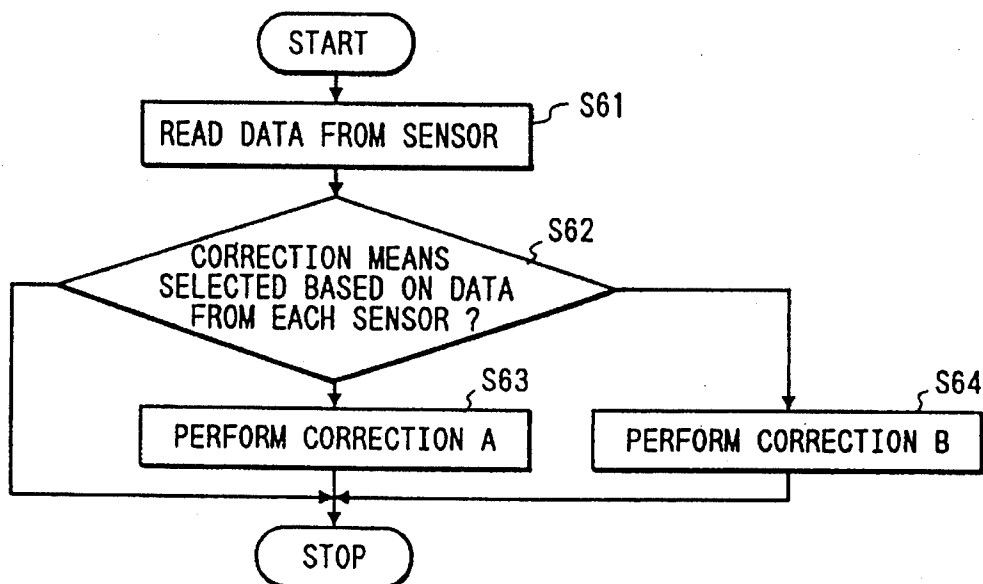 START
S61
READ DATA FROM SENSOR
S62
CORRECTION MEANS
SELECTED BASED ON DATA
FROM EACH SENSOR ?
S63
PERFORM CORRECTION A
S64
PERFORM CORRECTION B
STOP